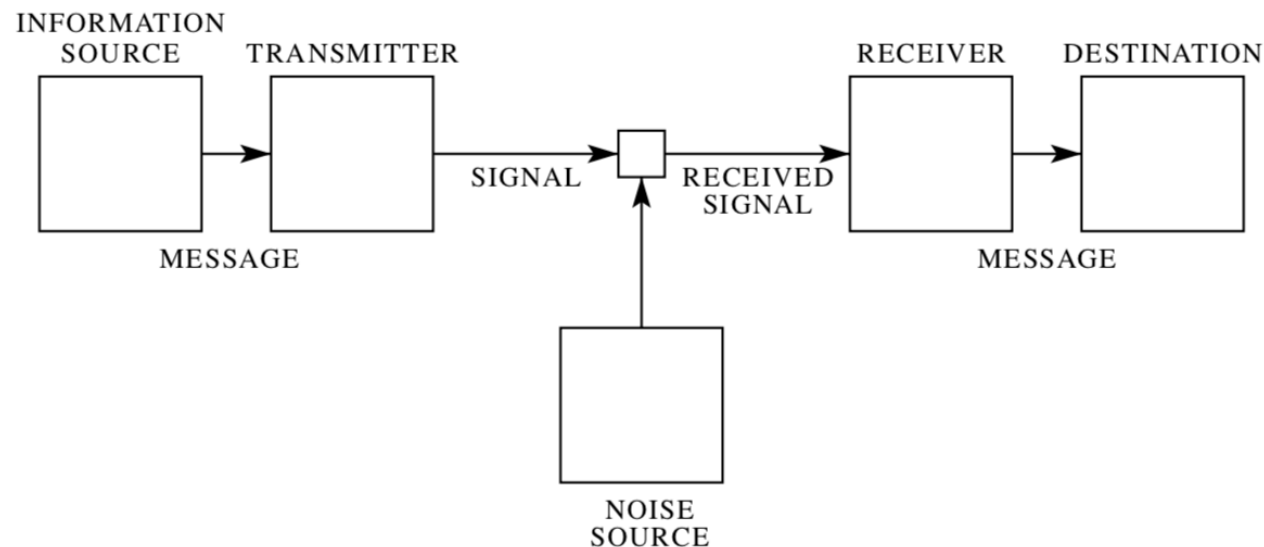 INFORMATION
SOURCE
TRANSMITTER
RECEIVER
DESTINATION
SIGNAL
RECEIVED
SIGNAL
MESSAGE
MESSAGE
NOISE
SOURCE